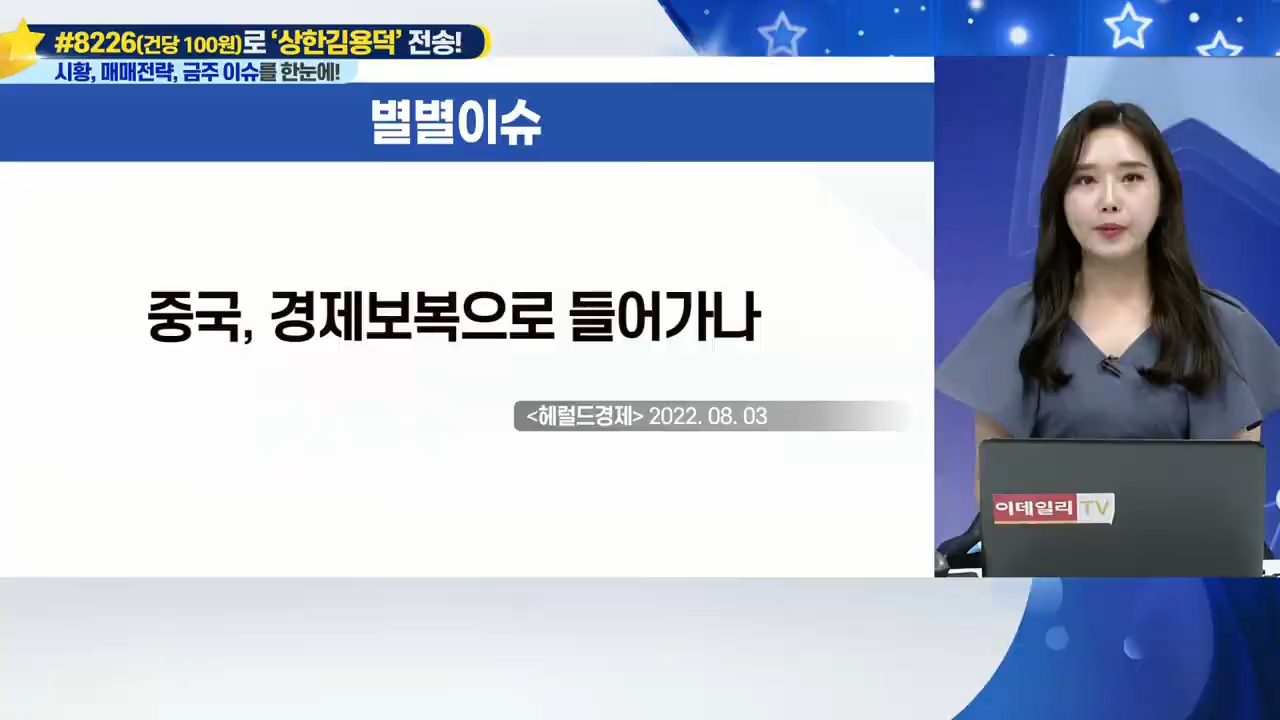 #8226(건당 100원)로 ‘상한김용덕’ 전송!
시황, 매매전략, 금주 이슈를 한눈에!
별별이슈
중국, 경제보복으로 들어가나
<헤럴드경제> 2022. 08. 03
이데일리TV